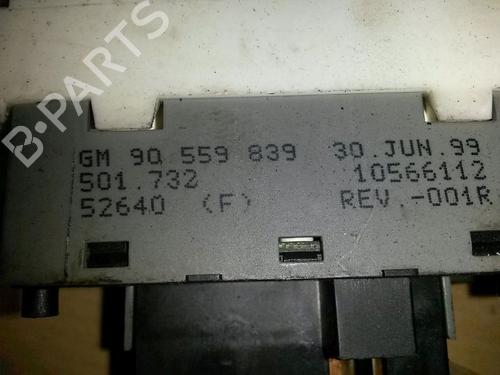 B-PARTS
GM 90 559 839 30.JUN.99
501.732 10566112
52640 (F) REV.-001R